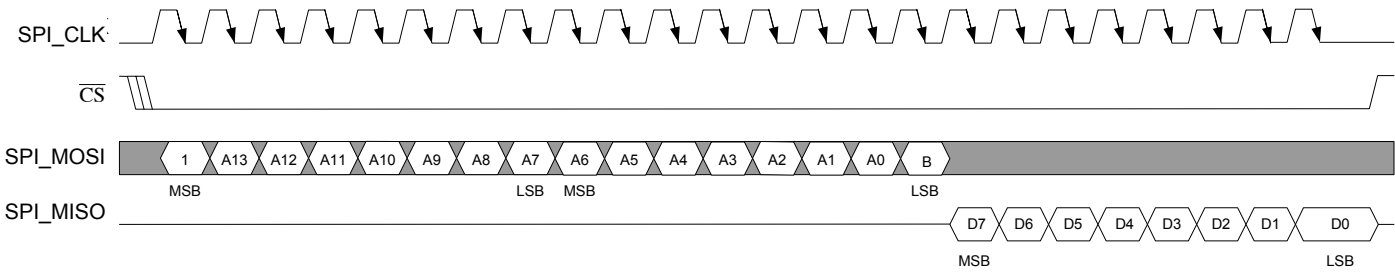 SPI_CLK
CS
SPI_MOSI 1 A13 A12 A11 A10 A9 A8 A7 A6 A5 A4 A3 A2 A1 A0 B
MSB LSB MSB LSB
SPI_MISO D7 D6 D5 D4 D3 D2 D1 D0
MSB LSB